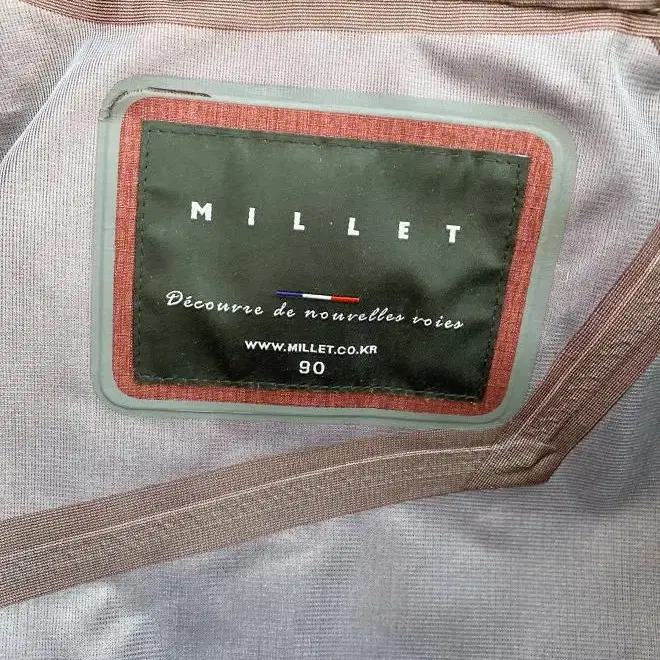 MILLET
Découvre de nouvelles voies
WWW.MILLET.CO.KR
90